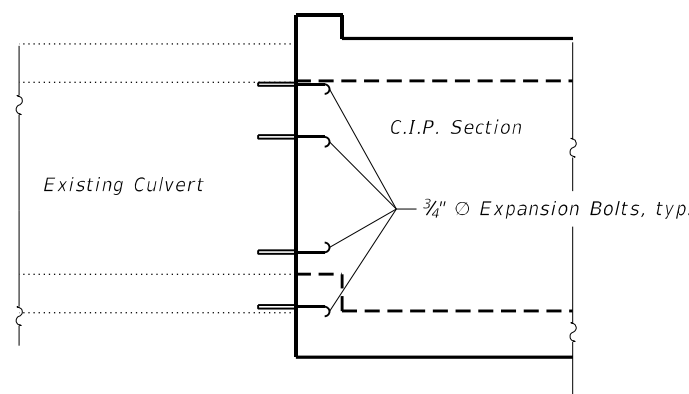 C.I.P. Section
Existing Culvert
¾" ∅ Expansion Bolts, typ.